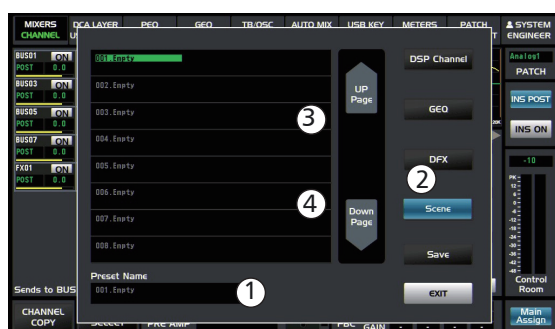 MIXERS DCA LAYER PEQ GEQ TB/OSC AUTO MIX USB KEY METERS PATCH SYSTEM
CHANNEL T ENGINEER
BUS01 ON
POST 0.0
BUS03 ON
POST 0.0
BUS05 ON
POST 0.0
BUS07 ON
POST 0.0
FX01 ON
POST 0.0
Sends to BUS
CHANNEL COPY
001.Empty
002.Empty
003.Empty
004.Empty
005.Empty
006.Empty
007.Empty
008.Empty
3
4
UP
Page
Down
Page
DSP Channel
GEQ
DFX
2
Scene
Save
Preset Name
001.Empty
1
EXIT
Analog1
PATCH
INS POST
20K
INS ON
-10
PK
Control
Room
PRE AMP
GAIN
Main
Assign